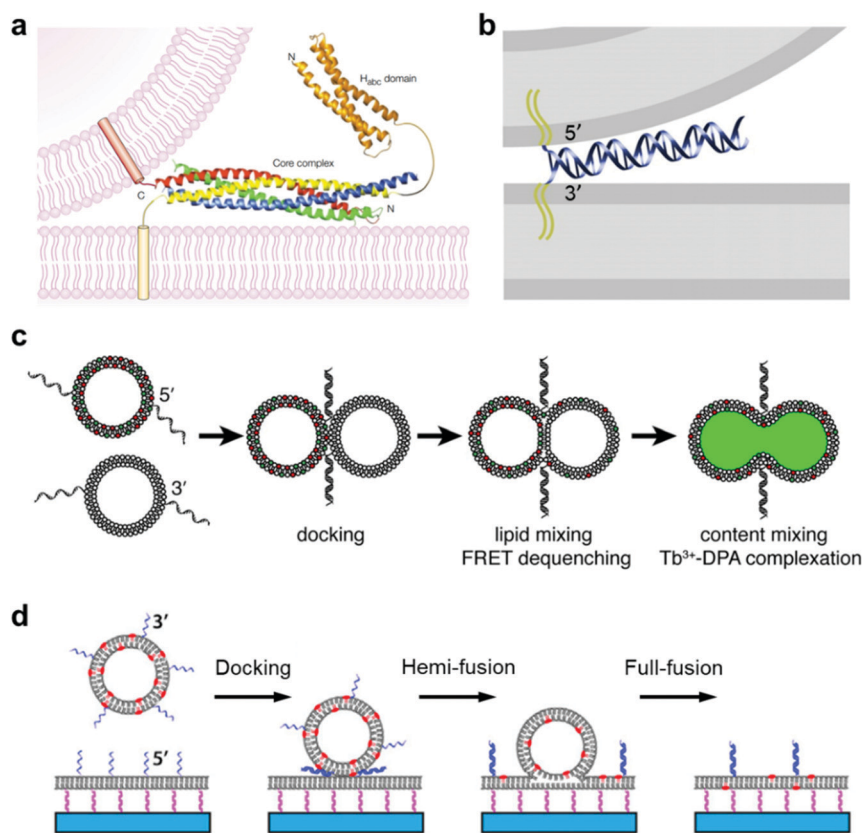 a
N
H_abc domain
Core complex
C
N
b
5′
3′
c
5′
3′
docking
lipid mixing
FRET dequenching
content mixing
Tb³⁺-DPA complexation
d
3′
5′
Docking
Hemi-fusion
Full-fusion